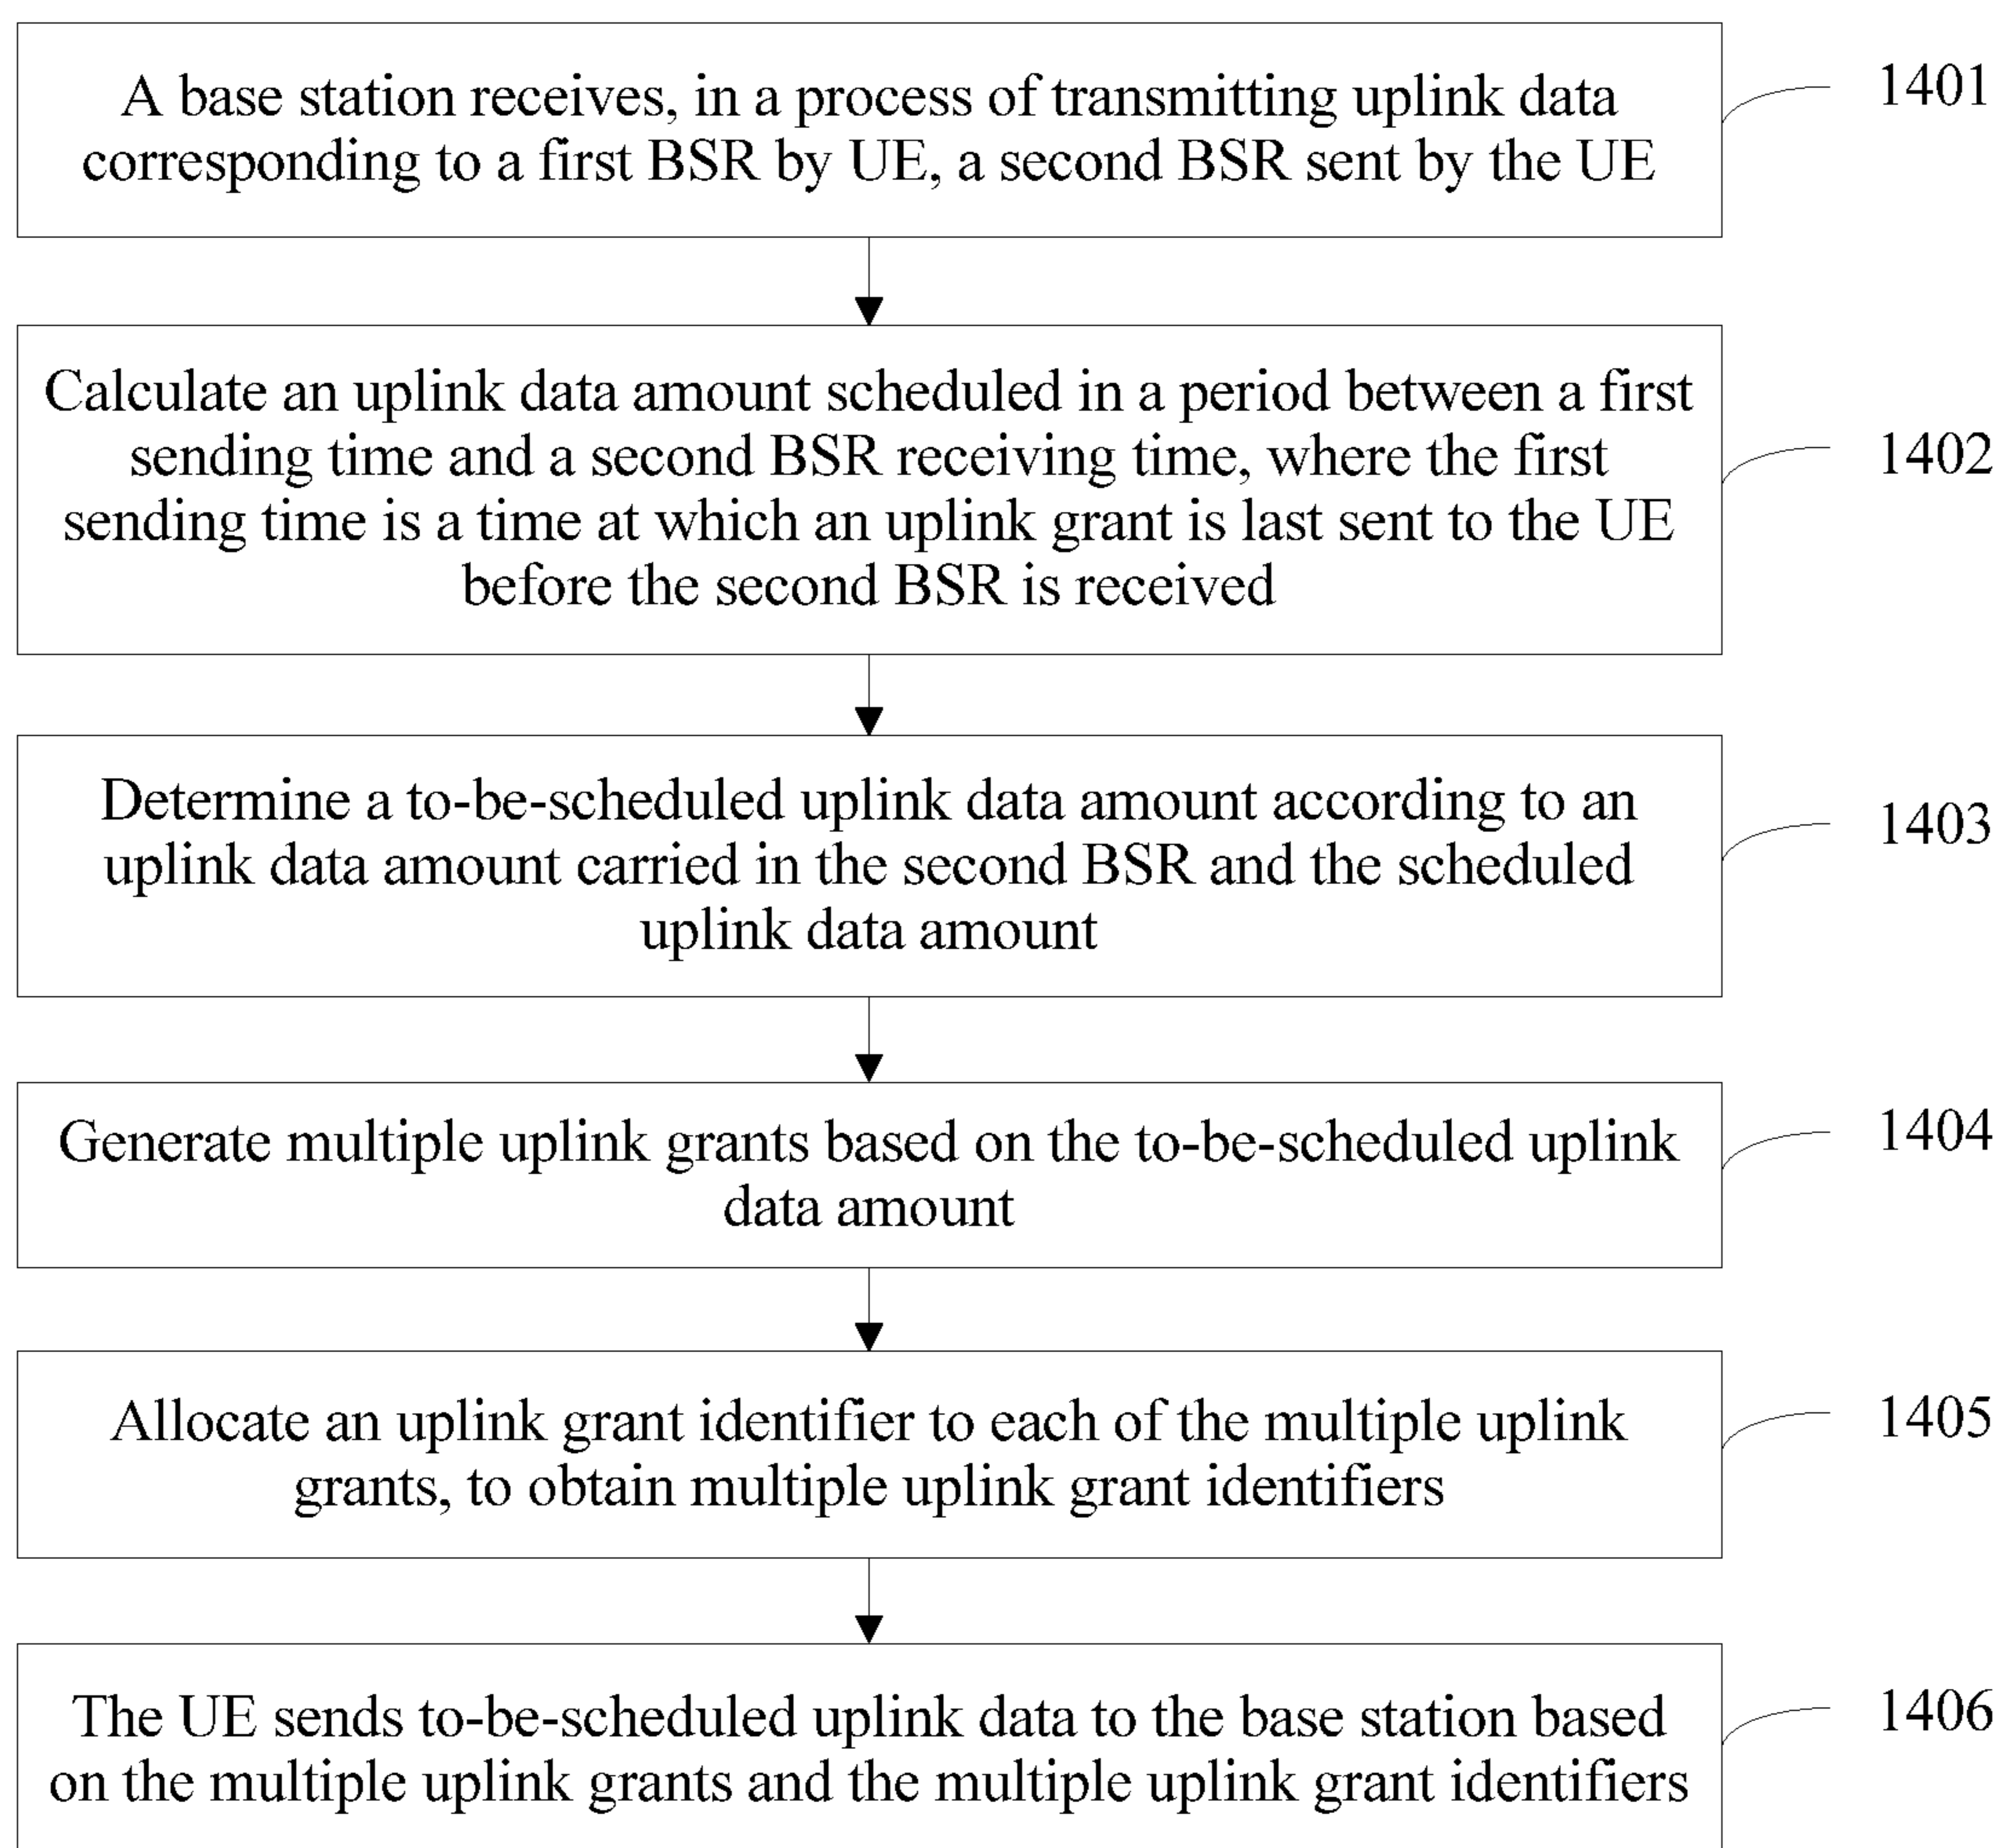 A base station receives, in a process of transmitting uplink data
corresponding to a first BSR by UE, a second BSR sent by the UE
1401
Calculate an uplink data amount scheduled in a period between a first
sending time and a second BSR receiving time, where the first
sending time is a time at which an uplink grant is last sent to the UE
before the second BSR is received
1402
Determine a to-be-scheduled uplink data amount according to an
uplink data amount carried in the second BSR and the scheduled
uplink data amount
1403
Generate multiple uplink grants based on the to-be-scheduled uplink
data amount
1404
Allocate an uplink grant identifier to each of the multiple uplink
grants, to obtain multiple uplink grant identifiers
1405
The UE sends to-be-scheduled uplink data to the base station based
on the multiple uplink grants and the multiple uplink grant identifiers
1406